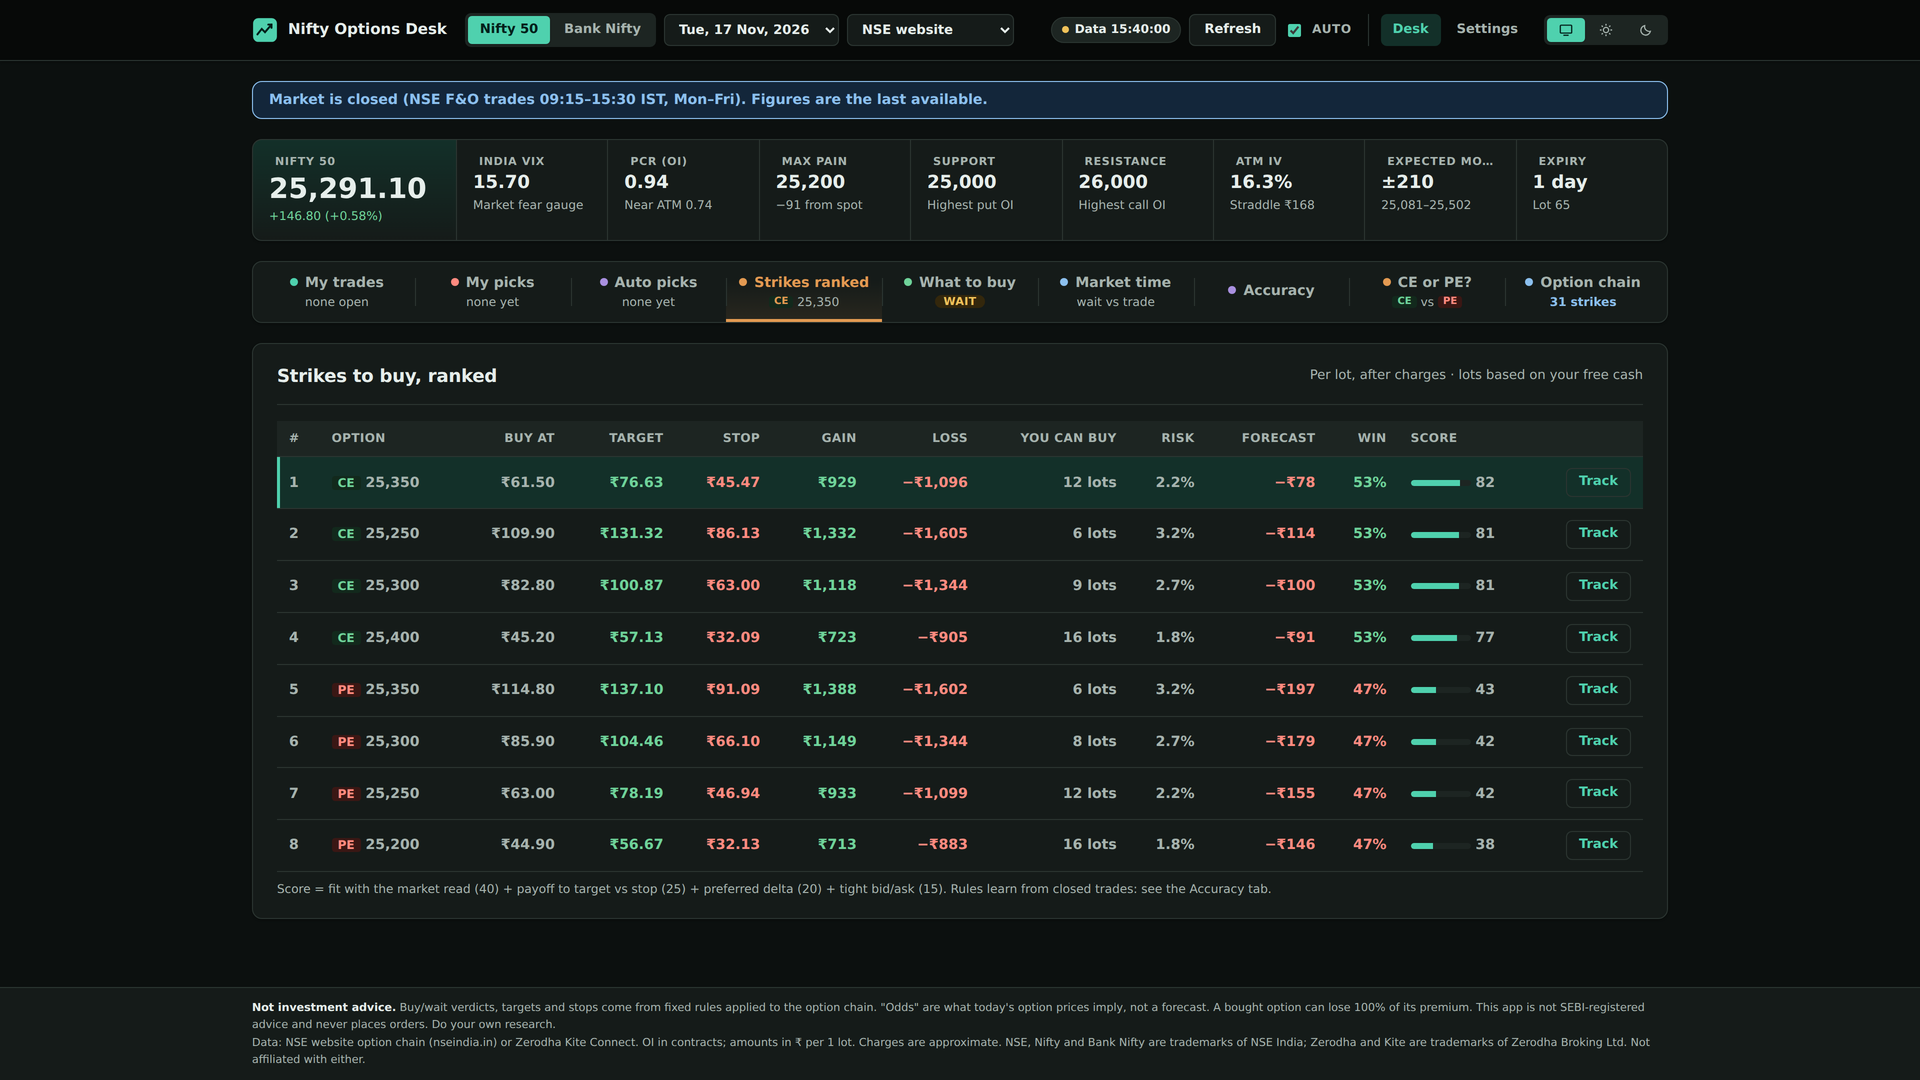 Nifty Options Desk
Nifty 50
Bank Nifty
Tue, 17 Nov, 2026
NSE website
Data 15:40:00
Refresh
AUTO
Desk
Settings
Market is closed (NSE F&O trades 09:15–15:30 IST, Mon–Fri). Figures are the last available.
NIFTY 50
25,291.10
+146.80 (+0.58%)
INDIA VIX
15.70
Market fear gauge
PCR (OI)
0.94
Near ATM 0.74
MAX PAIN
25,200
−91 from spot
SUPPORT
25,000
Highest put OI
RESISTANCE
26,000
Highest call OI
ATM IV
16.3%
Straddle ₹168
EXPECTED MO…
±210
25,081–25,502
EXPIRY
1 day
Lot 65
My trades
none open
My picks
none yet
Auto picks
none yet
Strikes ranked
CE 25,350
What to buy
WAIT
Market time
wait vs trade
Accuracy
CE or PE?
CE vs PE
Option chain
31 strikes
Strikes to buy, ranked
Per lot, after charges · lots based on your free cash
# OPTION BUY AT TARGET STOP GAIN LOSS YOU CAN BUY RISK FORECAST WIN SCORE
1 CE 25,350 ₹61.50 ₹76.63 ₹45.47 ₹929 −₹1,096 12 lots 2.2% −₹78 53% 82 Track
2 CE 25,250 ₹109.90 ₹131.32 ₹86.13 ₹1,332 −₹1,605 6 lots 3.2% −₹114 53% 81 Track
3 CE 25,300 ₹82.80 ₹100.87 ₹63.00 ₹1,118 −₹1,344 9 lots 2.7% −₹100 53% 81 Track
4 CE 25,400 ₹45.20 ₹57.13 ₹32.09 ₹723 −₹905 16 lots 1.8% −₹91 53% 77 Track
5 PE 25,350 ₹114.80 ₹137.10 ₹91.09 ₹1,388 −₹1,602 6 lots 3.2% −₹197 47% 43 Track
6 PE 25,300 ₹85.90 ₹104.46 ₹66.10 ₹1,149 −₹1,344 8 lots 2.7% −₹179 47% 42 Track
7 PE 25,250 ₹63.00 ₹78.19 ₹46.94 ₹933 −₹1,099 12 lots 2.2% −₹155 47% 42 Track
8 PE 25,200 ₹44.90 ₹56.67 ₹32.13 ₹713 −₹883 16 lots 1.8% −₹146 47% 38 Track
Score = fit with the market read (40) + payoff to target vs stop (25) + preferred delta (20) + tight bid/ask (15). Rules learn from closed trades: see the Accuracy tab.
Not investment advice. Buy/wait verdicts, targets and stops come from fixed rules applied to the option chain. "Odds" are what today's option prices imply, not a forecast. A bought option can lose 100% of its premium. This app is not SEBI-registered
advice and never places orders. Do your own research.
Data: NSE website option chain (nseindia.in) or Zerodha Kite Connect. OI in contracts; amounts in ₹ per 1 lot. Charges are approximate. NSE, Nifty and Bank Nifty are trademarks of NSE India; Zerodha and Kite are trademarks of Zerodha Broking Ltd. Not
affiliated with either.